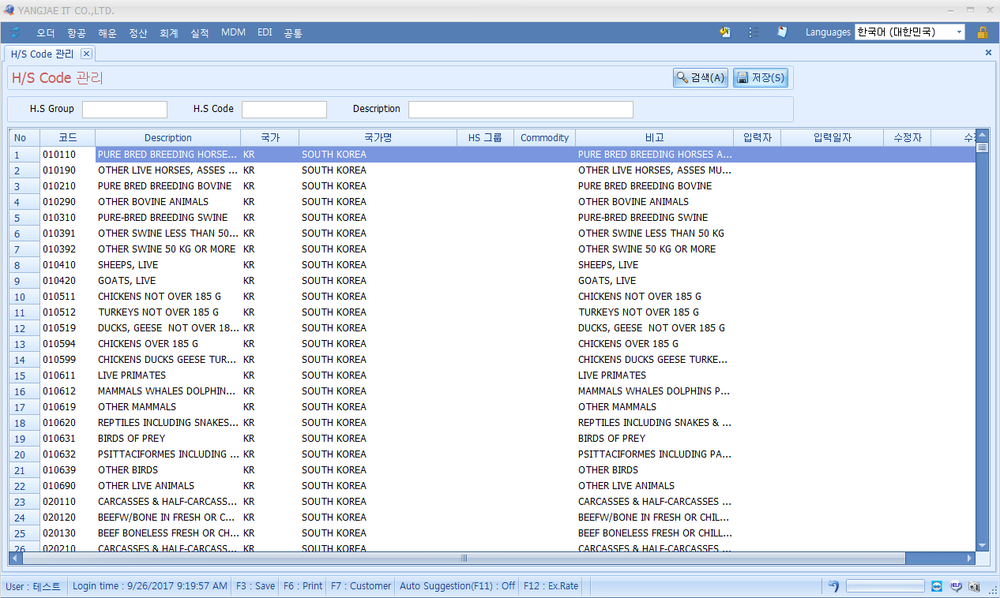 YANGJAE IT CO.,LTD.
오더 항공 해운 정산 회계 실적 MDM EDI 공통 Languages 한국어 (대한민국)
H/S Code 관리
H/S Code 관리 검색(A) 저장(S)
H.S Group H.S Code Description
No 코드 Description 국가 국가명 HS 그룹 Commodity 비고 입력자 입력일자 수정자
1 010110 PURE BRED BREEDING HORSE... KR SOUTH KOREA PURE BRED BREEDING HORSES A...
2 010190 OTHER LIVE HORSES, ASSES ... KR SOUTH KOREA OTHER LIVE HORSES, ASSES MU...
3 010210 PURE BRED BREEDING BOVINE KR SOUTH KOREA PURE BRED BREEDING BOVINE
4 010290 OTHER BOVINE ANIMALS KR SOUTH KOREA OTHER BOVINE ANIMALS
5 010310 PURE-BRED BREEDING SWINE KR SOUTH KOREA PURE-BRED BREEDING SWINE
6 010391 OTHER SWINE LESS THAN 50... KR SOUTH KOREA OTHER SWINE LESS THAN 50 KG
7 010392 OTHER SWINE 50 KG OR MORE KR SOUTH KOREA OTHER SWINE 50 KG OR MORE
8 010410 SHEEPS, LIVE KR SOUTH KOREA SHEEPS, LIVE
9 010420 GOATS, LIVE KR SOUTH KOREA GOATS, LIVE
10 010511 CHICKENS NOT OVER 185 G KR SOUTH KOREA CHICKENS NOT OVER 185 G
11 010512 TURKEYS NOT OVER 185 G KR SOUTH KOREA TURKEYS NOT OVER 185 G
12 010519 DUCKS, GEESE  NOT OVER 18... KR SOUTH KOREA DUCKS, GEESE  NOT OVER 185 G
13 010594 CHICKENS OVER 185 G KR SOUTH KOREA CHICKENS OVER 185 G
14 010599 CHICKENS DUCKS GEESE TUR... KR SOUTH KOREA CHICKENS DUCKS GEESE TURKE...
15 010611 LIVE PRIMATES KR SOUTH KOREA LIVE PRIMATES
16 010612 MAMMALS WHALES DOLPHIN... KR SOUTH KOREA MAMMALS WHALES DOLPHINS P...
17 010619 OTHER MAMMALS KR SOUTH KOREA OTHER MAMMALS
18 010620 REPTILES INCLUDING SNAKES... KR SOUTH KOREA REPTILES INCLUDING SNAKES & ...
19 010631 BIRDS OF PREY KR SOUTH KOREA BIRDS OF PREY
20 010632 PSITTACIFORMES INCLUDING ... KR SOUTH KOREA PSITTACIFORMES INCLUDING PA...
21 010639 OTHER BIRDS KR SOUTH KOREA OTHER BIRDS
22 010690 OTHER LIVE ANIMALS KR SOUTH KOREA OTHER LIVE ANIMALS
23 020110 CARCASSES & HALF-CARCASS... KR SOUTH KOREA CARCASSES & HALF-CARCASSES ...
24 020120 BEEFW/BONE IN FRESH OR C... KR SOUTH KOREA BEEFW/BONE IN FRESH OR CHIL...
25 020130 BEEF BONELESS FRESH OR CH... KR SOUTH KOREA BEEF BONELESS FRESH OR CHILL...
26 020210 CARCASSES & HALF-CARCASS... KR SOUTH KOREA CARCASSES & HALF-CARCASSES ...
User : 테스트 Login time : 9/26/2017 9:19:57 AM F3 : Save F6 : Print F7 : Customer Auto Suggestion(F11) : Off F12 : Ex.Rate HELP